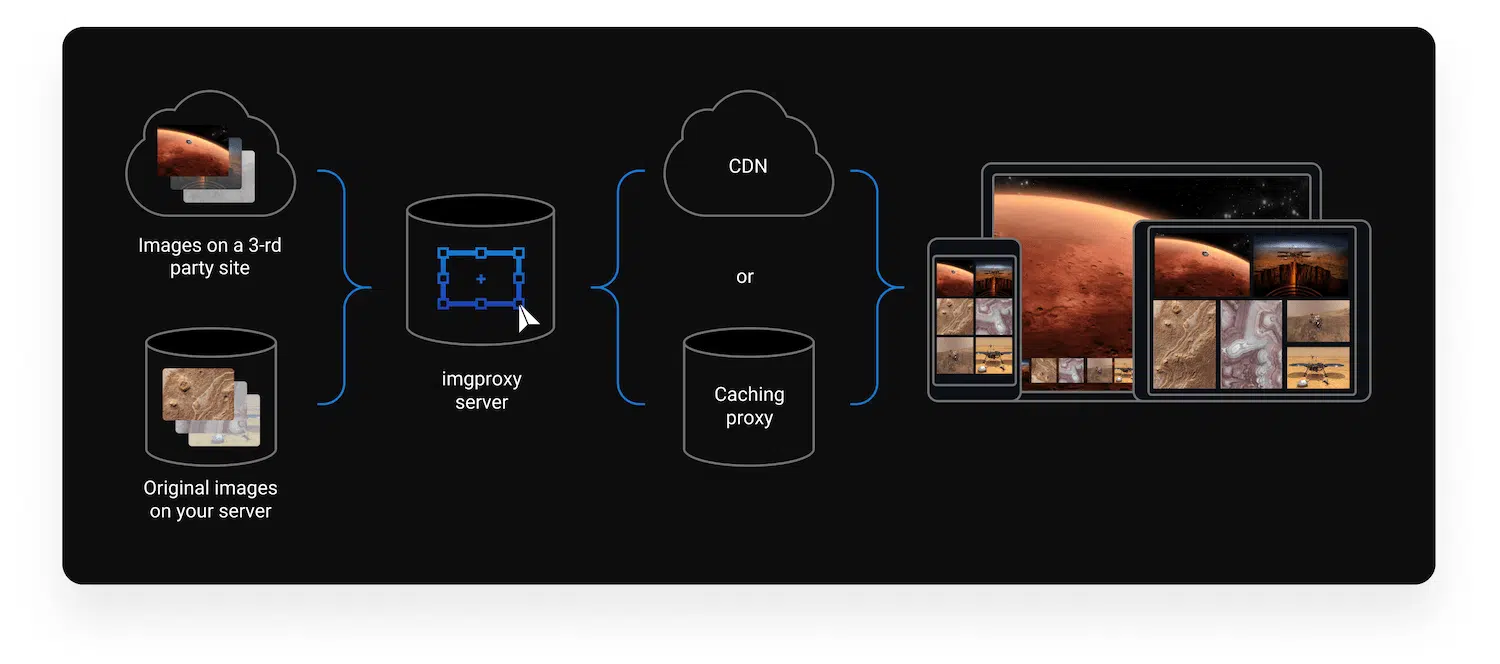 Images on a 3-rd
party site
Original images
on your server
imgproxy
server
CDN
or
Caching
proxy